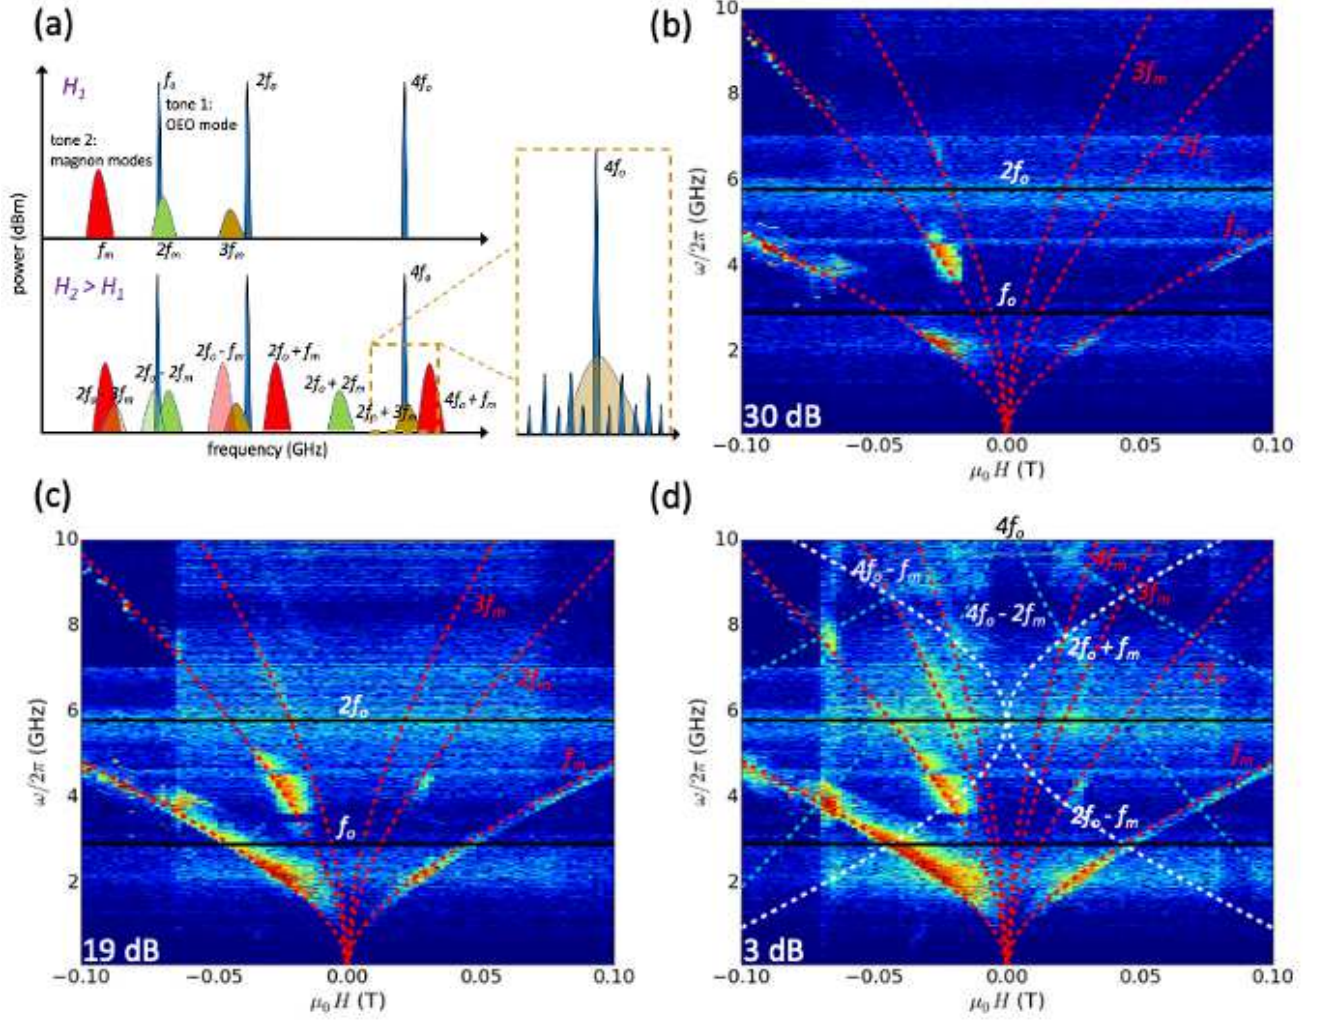 (a)
H₁
fₒ
2fₒ
4fₒ
tone 1:
OEO mode
tone 2:
magnon modes
fₘ
2fₘ
3fₘ
H₂ > H₁
4fₒ
2fₒ - fₘ
2fₒ + fₘ
2fₒ - 2fₘ
2fₒ + 2fₘ
2fₒ - 3fₘ
2fₒ + 3fₘ
4fₒ + fₘ
power (dBm)
frequency (GHz)
4fₒ
(b)
10
8
6
4
2
ω/2π (GHz)
3fₘ
2fₘ
2fₒ
fₘ
fₒ
30 dB
−0.10
−0.05
0.00
0.05
0.10
μ₀ H (T)
(c)
10
8
6
4
2
ω/2π (GHz)
3fₘ
2fₘ
2fₒ
fₘ
fₒ
19 dB
−0.10
−0.05
0.00
0.05
0.10
μ₀ H (T)
(d)
4fₒ
10
8
6
4
2
ω/2π (GHz)
4fₒ - fₘ
4fₘ
3fₘ
4fₒ - 2fₘ
2fₒ + fₘ
2fₘ
fₘ
2fₒ - fₘ
3 dB
−0.10
−0.05
0.00
0.05
0.10
μ₀ H (T)